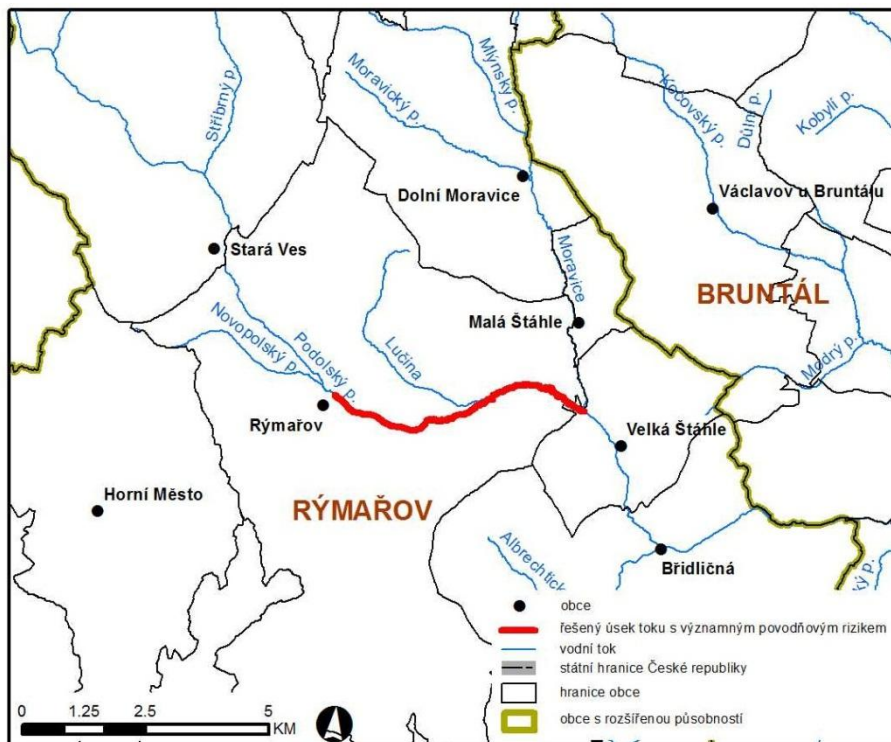 Stříbrný p.
Moravický p.
Mlýnsky p.
Kočovský p.
Důlní p.
Kobylí p.
Dolní Moravice
Václavov u Bruntálu
Stará Ves
Moravice
BRUNTÁL
Novopolský p.
Podolský p.
Lučina
Malá Štáhle
Modrý p.
Rýmařov
Velká Štáhle
Horní Město
RÝMAŘOV
Albrechtick
Břidličná
ký p.
obce
řešený úsek toku s významným povodňovým rizikem
vodní tok
státní hranice České republiky
hranice obce
obce s rozšířenou působností
0 1.25 2.5 5
KM